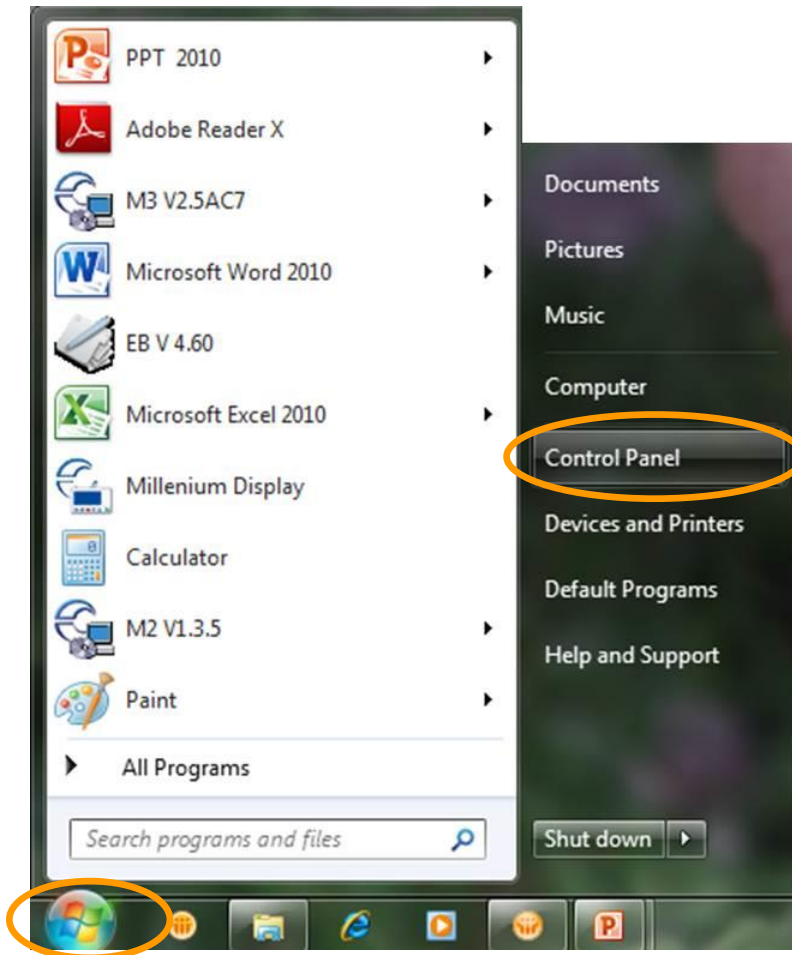 PPT 2010
Adobe Reader X
M3 V2.5AC7
Microsoft Word 2010
EB V 4.60
Microsoft Excel 2010
Millenium Display
Calculator
M2 V1.3.5
Paint
All Programs
Search programs and files
Documents
Pictures
Music
Computer
Control Panel
Devices and Printers
Default Programs
Help and Support
Shut down